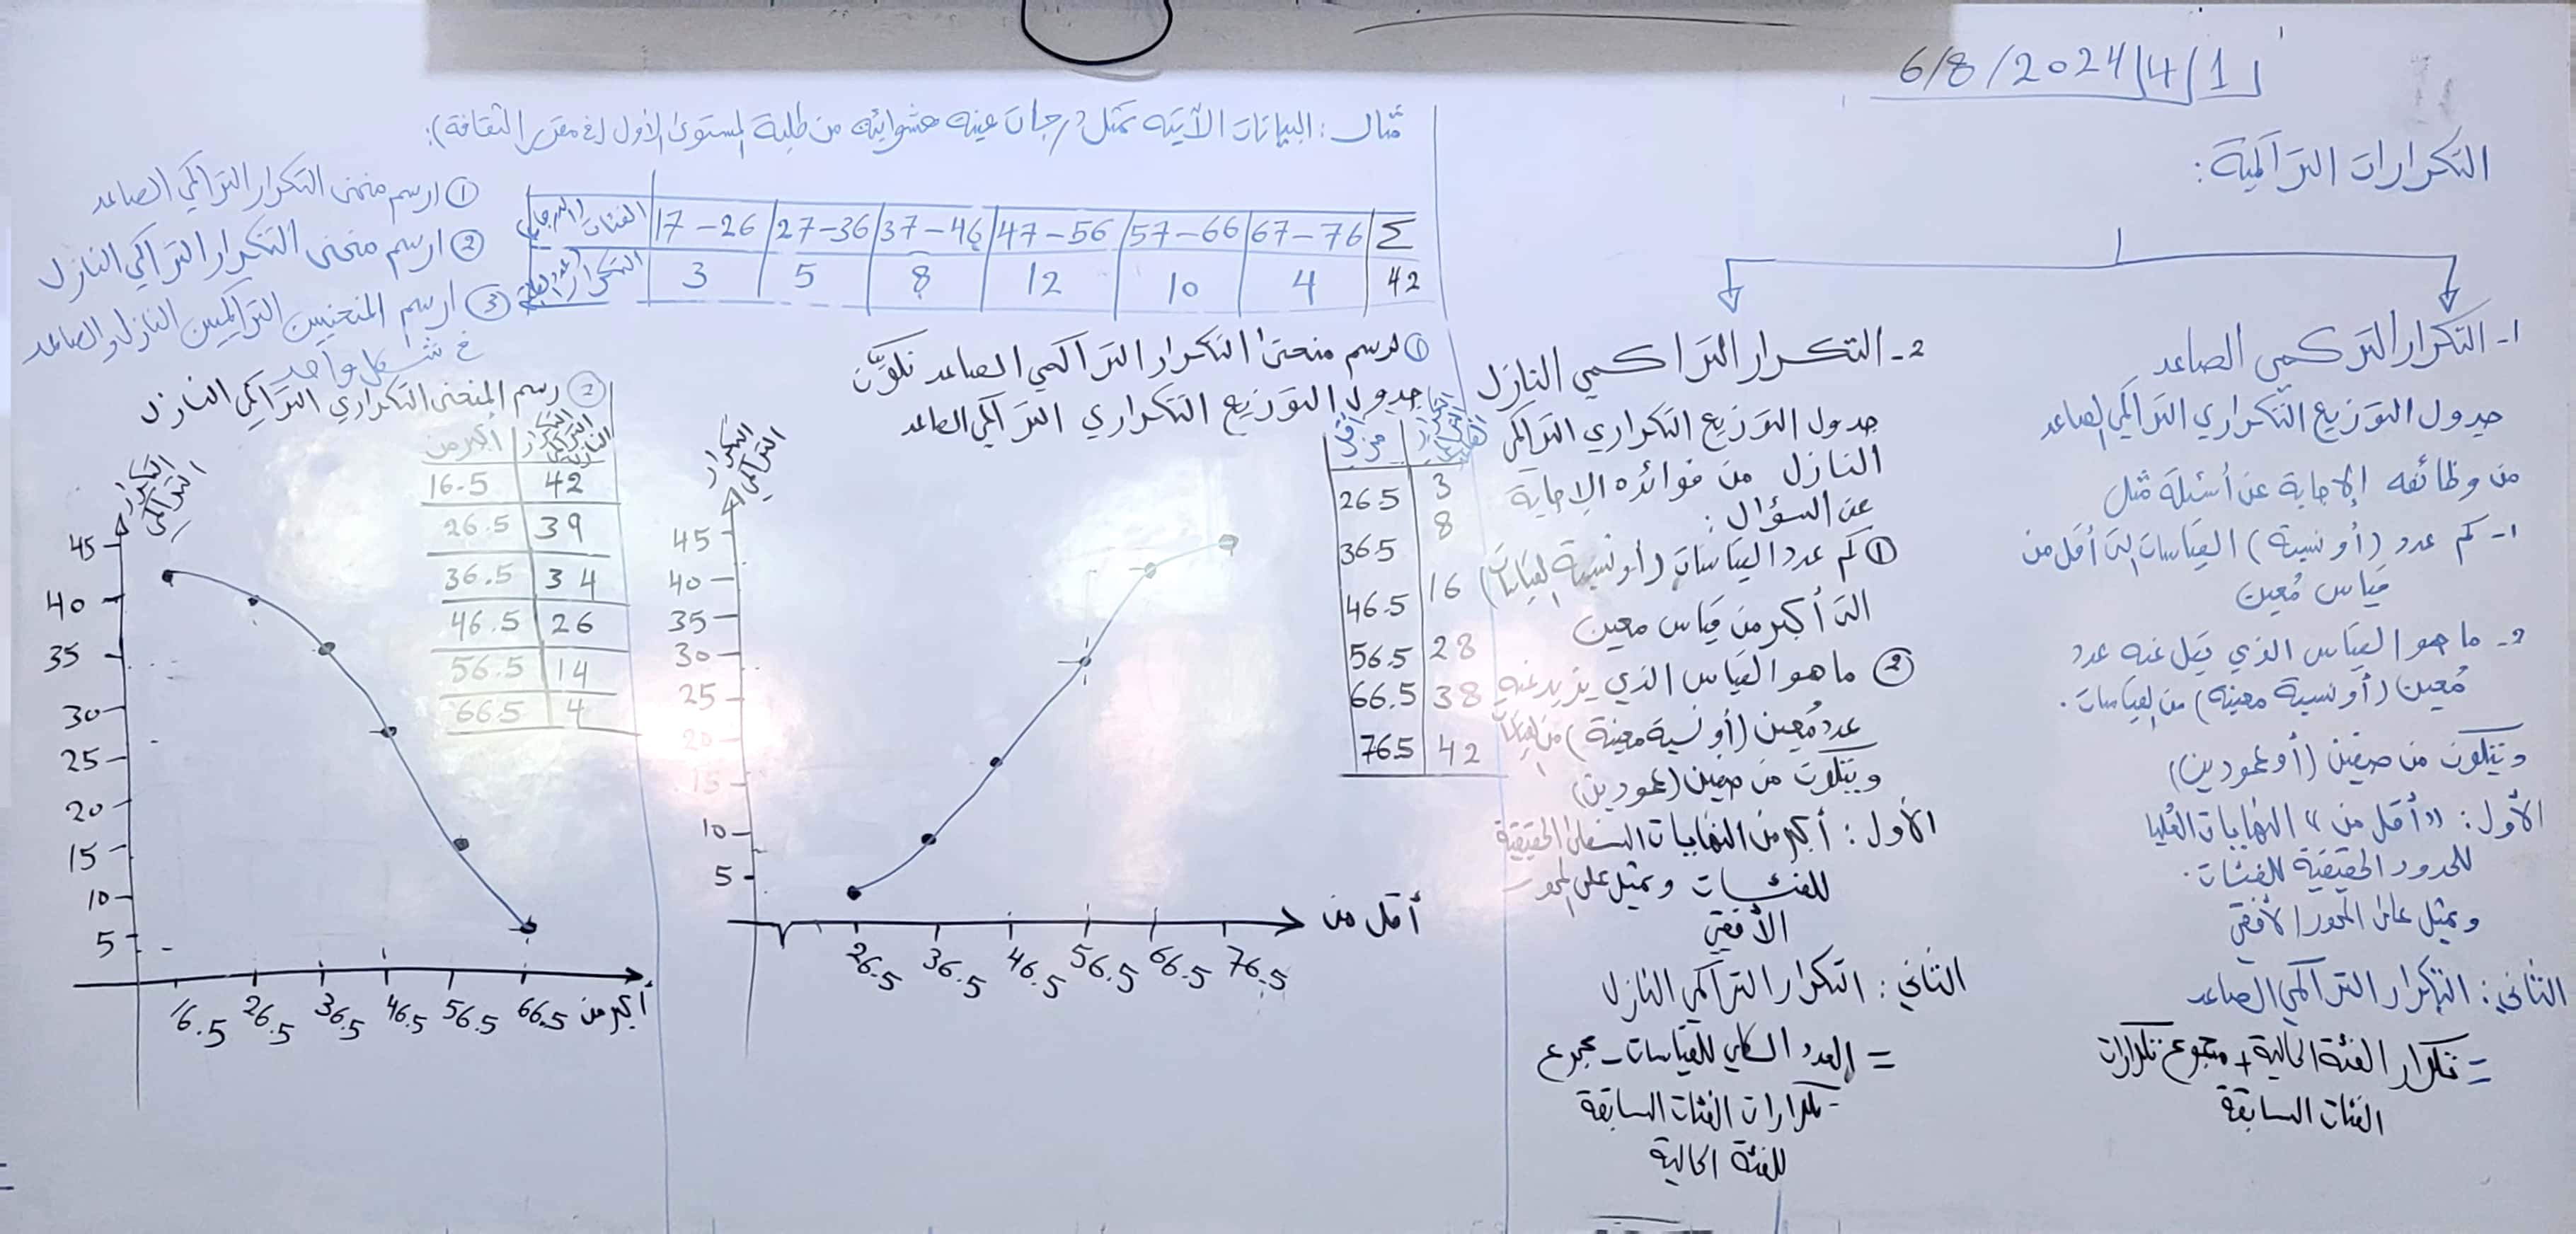 6/8/2024 | 4 | 1
التكرارات التراكمية:
1- التكرار التركمي الصاعد
جدول التوزيع التكراري التراكمي الصاعد
من وظائفه الإجابة عن أسئلة مثل
1- كم عدد (أو نسبة) القياسات التي أقل من
قياس مُعين
2- ما هو القياس الذي يقل عنه عدد
مُعين (أو نسبة معينة) من القياسات.
ويتكون من صفين (أو عمودين)
الأول: "أقل من" النهايات العُليا
للحدود الحقيقية للفئات.
ويمثل على المحور الأفقي
الثاني: التكرار التراكمي الصاعد
= تكرار الفئة الحالية + مجموع تكرارات
الفئات السابقة
2- التكرار التراكمي النازل
جدول التوزيع التكراري التراكمي
النازل من فوائده الإجابة
عن السؤال:
① كم عدد القياسات (أو نسبة القياسات)
التي أكبر من قياس معين
② ما هو القياس الذي يزيد عنه
عدد مُعين (أو نسبة معينة) من
ويتكون من صفين (عمودين)
الأول: أكبر من النهايات السفلى الحقيقية
للفئات ويمثل على المحور
الأفقي
الثاني: التكرار التراكمي النازل
= العدد الكلي للقياسات - مجموع
تكرارات الفئات السابقة
للفئة الحالية
مثال: البيانات الآتية تمثل درجات عينة عشوائية من طلبة المستوى الأول (في مقرر الثقافة):
الفئات الدرجات 17-26 27-36 37-46 47-56 57-66 67-76 Σ
التكرار 3 5 8 12 10 4 42
① ارسم منحنى التكرار التراكمي الصاعد
② ارسم منحنى التكرار التراكمي النازل
③ ارسم المنحنيين التراكميين النازل والصاعد
في شكل واحد
① لرسم منحنى التكرار التراكمي الصاعد نكوّن
جدول التوزيع التكراري التراكمي الصاعد
أقل من التكرار التراكمي الصاعد
26.5 3
36.5 8
46.5 16
56.5 28
66.5 38
76.5 42
التكرار التراكمي
45
40
35
30
25
20
15
10
5
26.5 36.5 46.5 56.5 66.5 76.5 أقل من
② رسم المنحنى التكراري التراكمي النازل
أكبر من التكرار التراكمي النازل
16.5 42
26.5 39
36.5 34
46.5 26
56.5 14
66.5 4
التكرار التراكمي
45
40
35
30
25
20
15
10
5
16.5 26.5 36.5 46.5 56.5 66.5 أكبر من